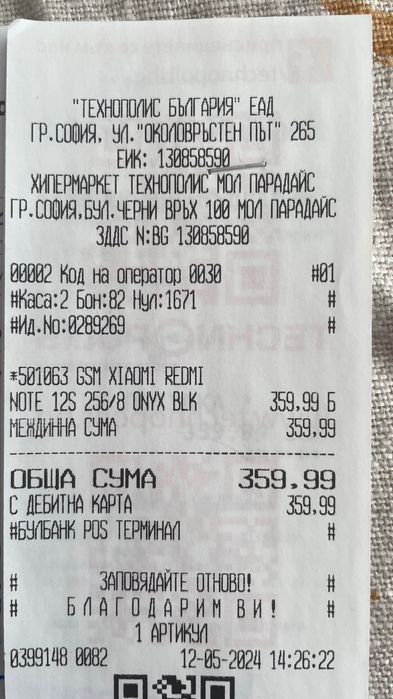 "ТЕХНОПОЛИС БЪЛГАРИЯ" ЕАД
ГР.СОФИЯ, УЛ."ОКОЛОВРЪСТЕН ПЪТ" 265
ЕИК: 130858590
ХИПЕРМАРКЕТ ТЕХНОПОЛИС МОЛ ПАРАДАЙС
ГР.СОФИЯ,БУЛ.ЧЕРНИ ВРЪХ 100 МОЛ ПАРАДАЙС
ЗДДС N:BG 130858590
00002 Код на оператор 0030 #01
#Каса:2 Бон:82 Нул:1671 #
#Ид.No:0289269 #
*501063 GSM XIAOMI REDMI
NOTE 12S 256/8 ONYX BLK 359,99 Б
МЕЖДИННА СУМА 359,99
ОБЩА СУМА 359.99
С ДЕБИТНА КАРТА 359,99
#БУЛБАНК POS ТЕРМИНАЛ #
# ЗАПОВЯДАЙТЕ ОТНОВО! #
# Б Л А Г О Д А Р И М В И ! #
1 АРТИКУЛ
0399148 0082 12-05-2024 14:26:22